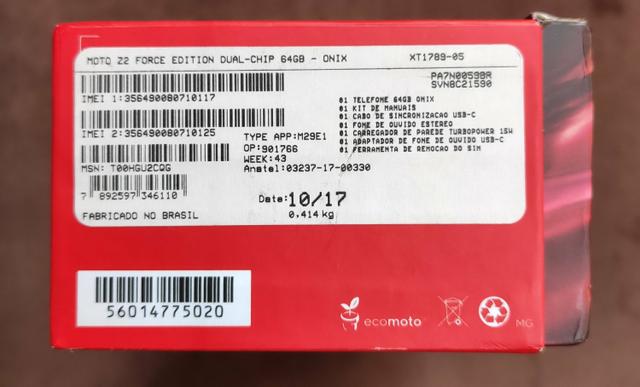 MOTO Z2 FORCE EDITION DUAL-CHIP 64GB - ONIX XT1789-05
PA7N0059BR
SVN8C21590
IMEI 1:356490080710117
IMEI 2:356490080710125
MSN: T00HGU2CQG
7 892597 346110
FABRICADO NO BRASIL
TYPE APP:M29E1
OP:901766
WEEK:43
Anatel:03237-17-00330
Date:10/17
0,414 kg
01 TELEFONE 64GB ONIX
01 KIT DE MANUAIS
01 CABO DE SINCRONIZACAO USB-C
01 FONE DE OUVIDO ESTEREO
01 CARREGADOR DE PAREDE TURBOPOWER 15W
01 ADAPTADOR DE FONE DE OUVIDO USB-C
01 FERRAMENTA DE REMOCAO DO SIM
56014775020
ecomoto
MG